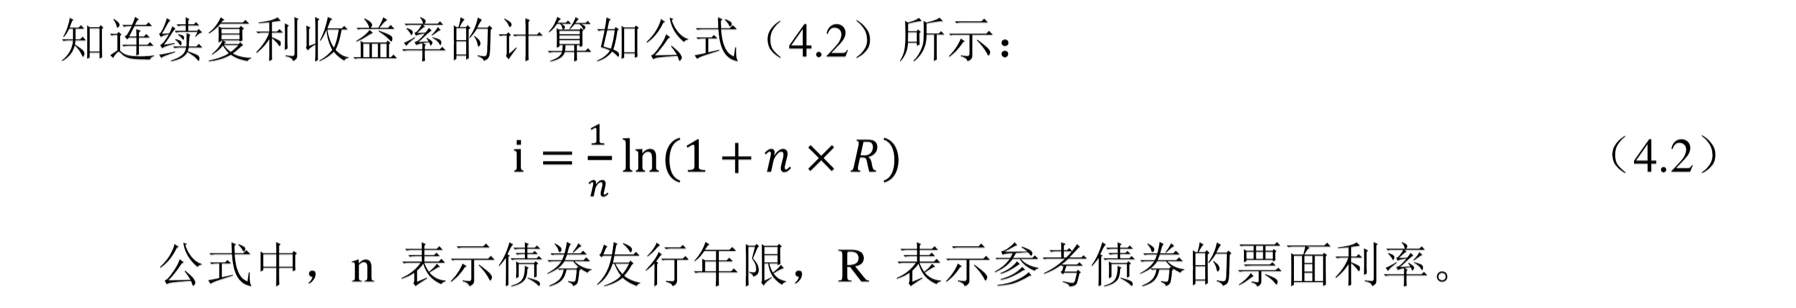 知连续复利收益率的计算如公式（4.2）所示：
i = \frac{1}{n} ln(1 + n × R) （4.2）
公式中，n 表示债券发行年限，R 表示参考债券的票面利率。